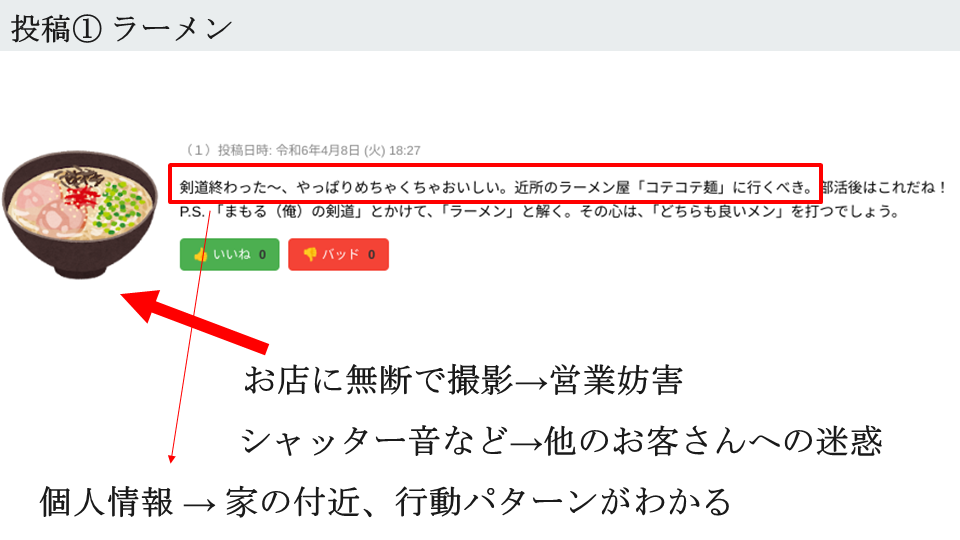 投稿① ラーメン
（１）投稿日時: 令和6年4月8日 (火) 18:27
剣道終わった～、やっぱりめちゃくちゃおいしい。近所のラーメン屋「コテコテ麺」に行くべき。部活後はこれだね！
P.S. 「まもる（俺）の剣道」とかけて、「ラーメン」と解く。その心は、「どちらも良いメン」を打つでしょう。
👍 いいね 0 👎 バッド 0
お店に無断で撮影→営業妨害
シャッター音など→他のお客さんへの迷惑
個人情報 → 家の付近、行動パターンがわかる